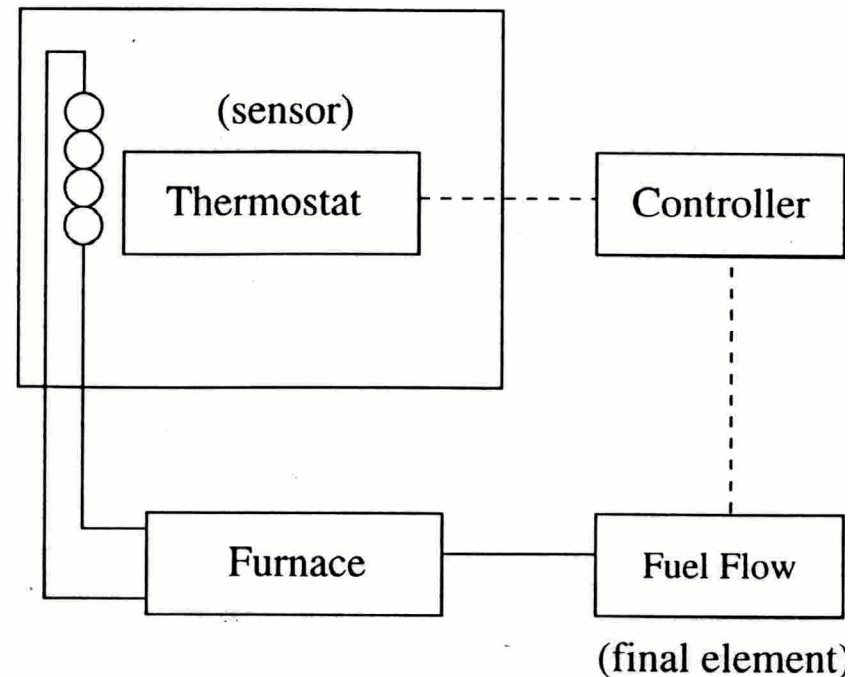 (sensor)
Thermostat
Controller
Furnace
Fuel Flow
(final element)